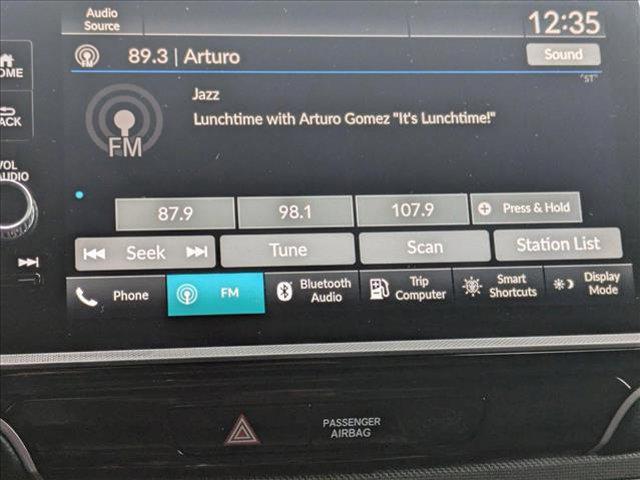 Audio
Source
12:35
89.3 | Arturo
Sound
"ST"
Jazz
Lunchtime with Arturo Gomez "It's Lunchtime!"
FM
OME
ACK
VOL
AUDIO
87.9
98.1
107.9
Press & Hold
Seek
Tune
Scan
Station List
Phone
FM
Bluetooth
Audio
Trip
Computer
Smart
Shortcuts
Display
Mode
PASSENGER
AIRBAG